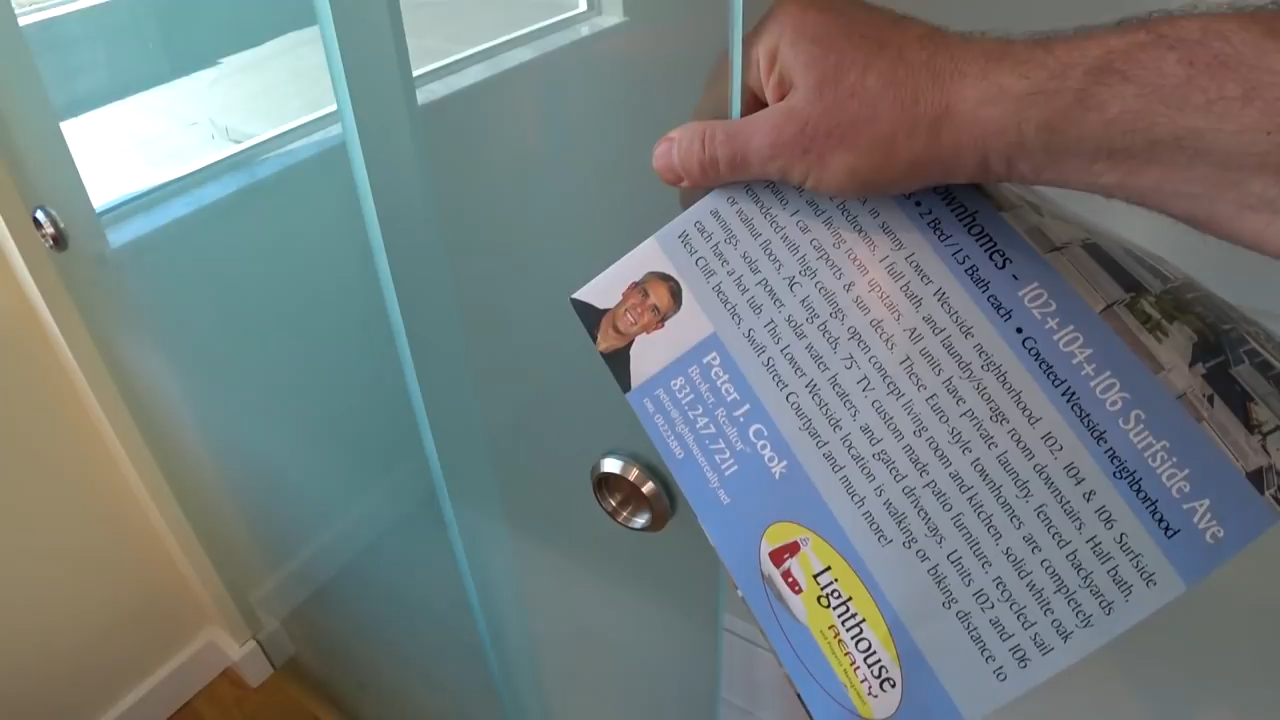 ownhomes - 102+104+106 Surfside Ave
• 2 Bed / 1.5 Bath each • Coveted Westside neighborhood
in sunny Lower Westside neighborhood. 102, 104 & 106 Surfside
2 bedrooms, 1 full bath, and laundry/storage room downstairs. Half bath,
and living room upstairs. All units have private laundry, fenced backyards
patio, 1 car carports & sun decks. These Euro-style townhomes are completely
remodeled with high ceilings, open concept living room and kitchen, solid white oak
or walnut floors, AC, king beds, 75" TV, custom made patio furniture, recycled sail
awnings, solar power, solar water heaters, and gated driveways. Units 102 and 106
each have a hot tub. This Lower Westside location is walking or biking distance to
West Cliff, beaches, Swift Street Courtyard and much more!
Peter J. Cook
Broker, Realtor®
831.247.7211
peter@lighthouserealty.net
DRE 01223810
Lighthouse
REALTY